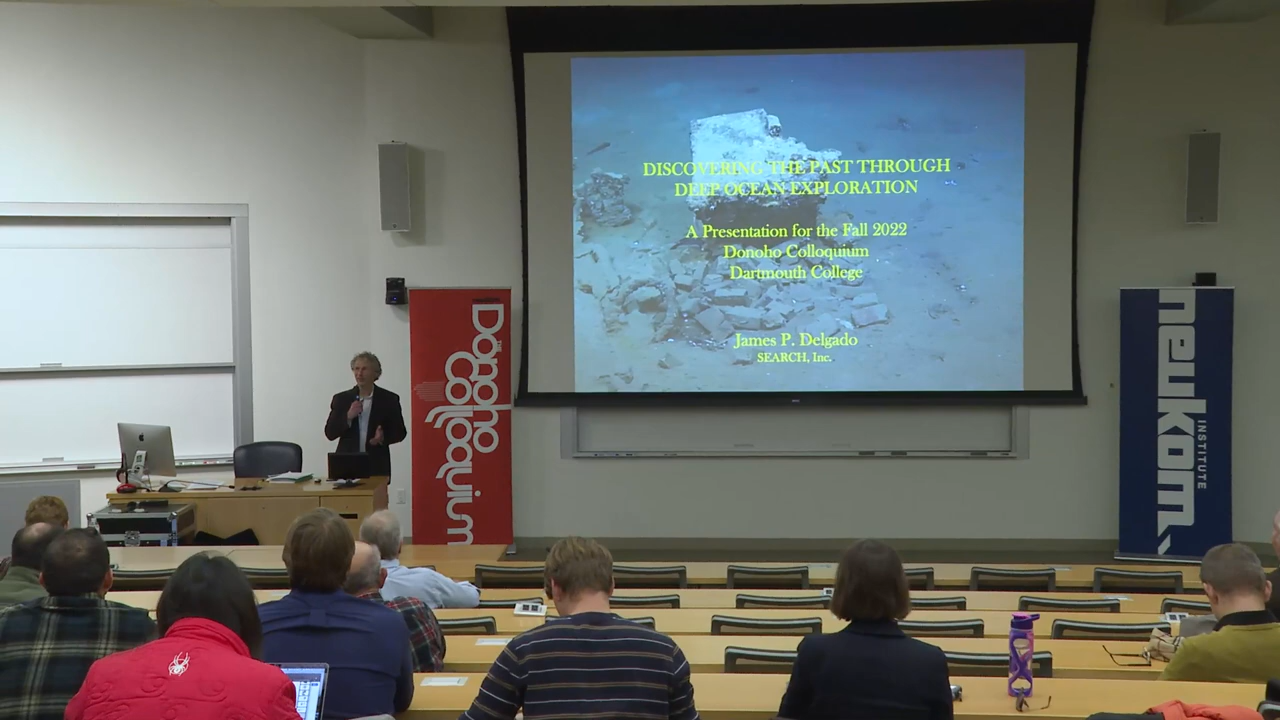 DISCOVERING THE PAST THROUGH
DEEP OCEAN EXPLORATION
A Presentation for the Fall 2022
Donoho Colloquium
Dartmouth College
James P. Delgado
SEARCH, Inc.
Donoho
Colloquium
neukom
INSTITUTE